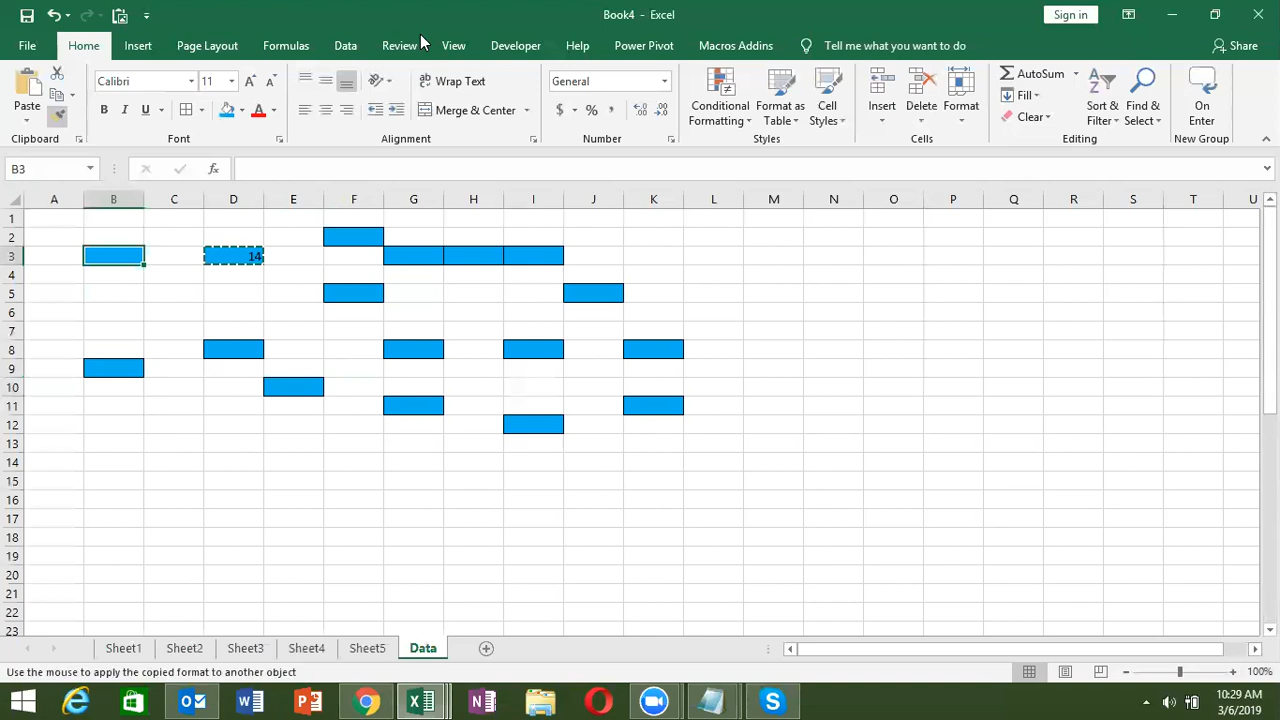 Book4 - Excel
Sign in
File Home Insert Page Layout Formulas Data Review View Developer Help Power Pivot Macros Addins Tell me what you want to do Share
Calibri 11 Wrap Text General AutoSum
Fill
Paste Conditional Formatting Format as Table Cell Styles Insert Delete Format Sort & Filter Find & Select On Enter
B I U A Merge & Center $ % , Clear
Clipboard Font Alignment Number Styles Cells Editing New Group
B3 fx
A B C D E F G H I J K L M N O P Q R S T U
1
2
3 14
4
5
6
7
8
9
10
11
12
13
14
15
16
17
18
19
20
21
22
23
Sheet1 Sheet2 Sheet3 Sheet4 Sheet5 Data
Use the mouse to apply the copied format to another object 100%
10:29 AM
3/6/2019